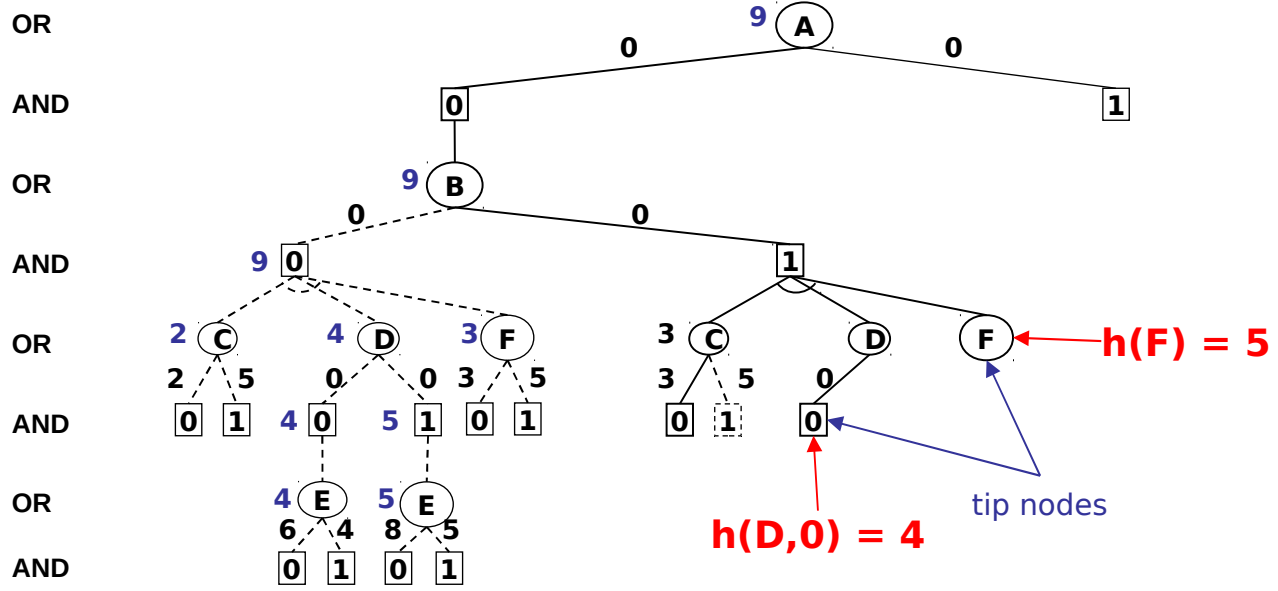 OR 9 A
0 0
AND 0 1
OR 9 B
0 0
AND 9 0 1
OR 2 C 4 D 3 F 3 C D F h(F) = 5
2 5 0 0 3 5 3 5 0
AND 0 1 4 0 5 1 0 1 0 1 0
OR 4 E 5 E tip nodes
6 4 8 5 h(D,0) = 4
AND 0 1 0 1